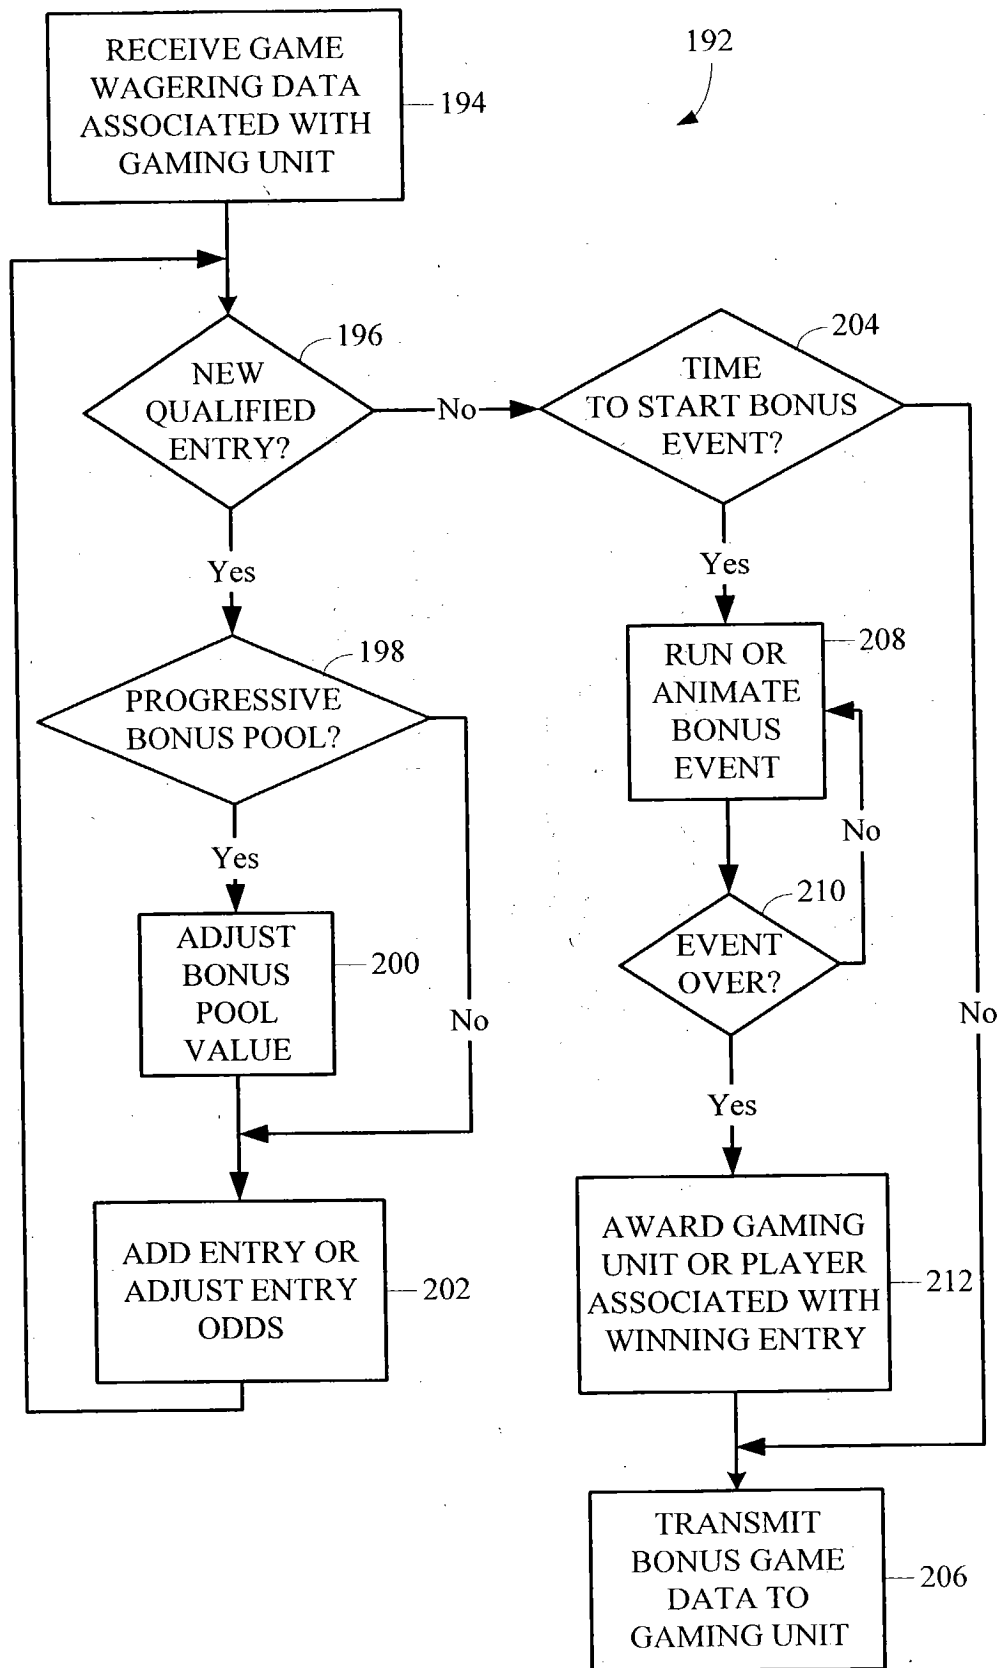 RECEIVE GAME
WAGERING DATA
ASSOCIATED WITH
GAMING UNIT
194
192
NEW
QUALIFIED
ENTRY?
196
No
TIME
TO START BONUS
EVENT?
204
Yes
PROGRESSIVE
BONUS POOL?
198
Yes
ADJUST
BONUS
POOL
VALUE
200
No
ADD ENTRY OR
ADJUST ENTRY
ODDS
202
Yes
RUN OR
ANIMATE
BONUS
EVENT
208
No
EVENT
OVER?
210
No
Yes
AWARD GAMING
UNIT OR PLAYER
ASSOCIATED WITH
WINNING ENTRY
212
TRANSMIT
BONUS GAME
DATA TO
GAMING UNIT
206